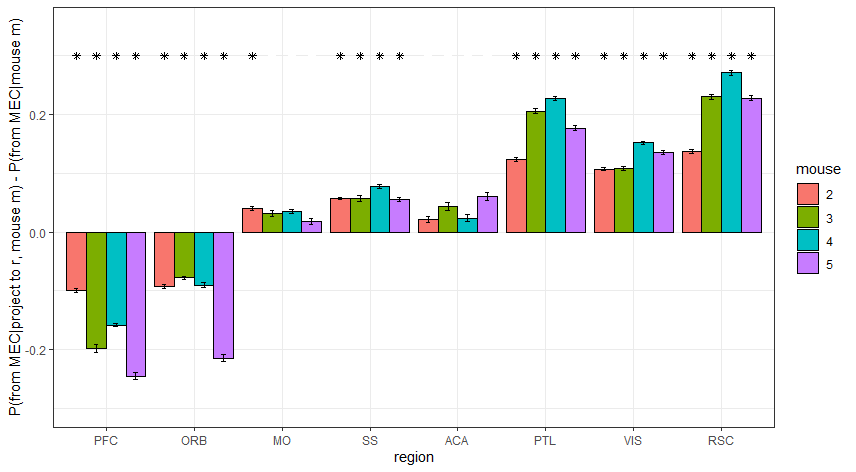 * * * * * * * * * * * * * * * * * * * * * * * * *
P(from MEC|project to r, mouse m) - P(from MEC|mouse m)
0.2
0.0
-0.2
PFC ORB MO SS ACA PTL VIS RSC
region
mouse
2
3
4
5